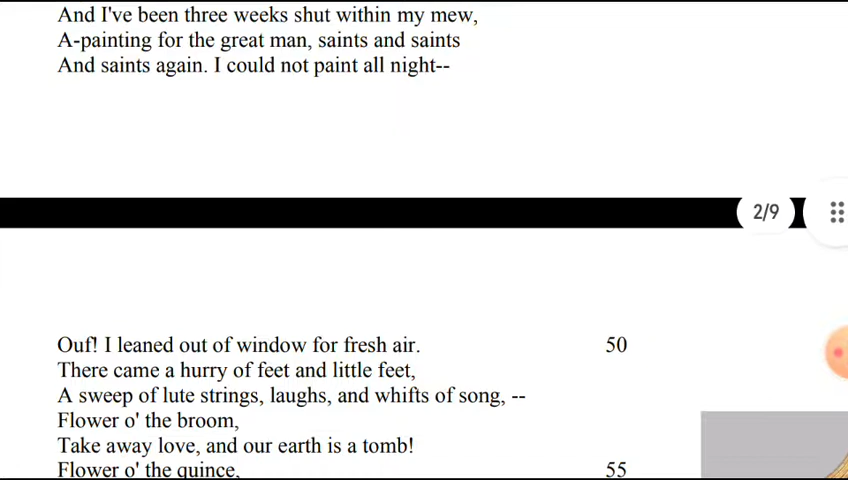 And I've been three weeks shut within my mew,
A-painting for the great man, saints and saints
And saints again. I could not paint all night--
2/9
Ouf! I leaned out of window for fresh air. 50
There came a hurry of feet and little feet,
A sweep of lute strings, laughs, and whifts of song, --
Flower o' the broom,
Take away love, and our earth is a tomb!
Flower o' the quince, 55